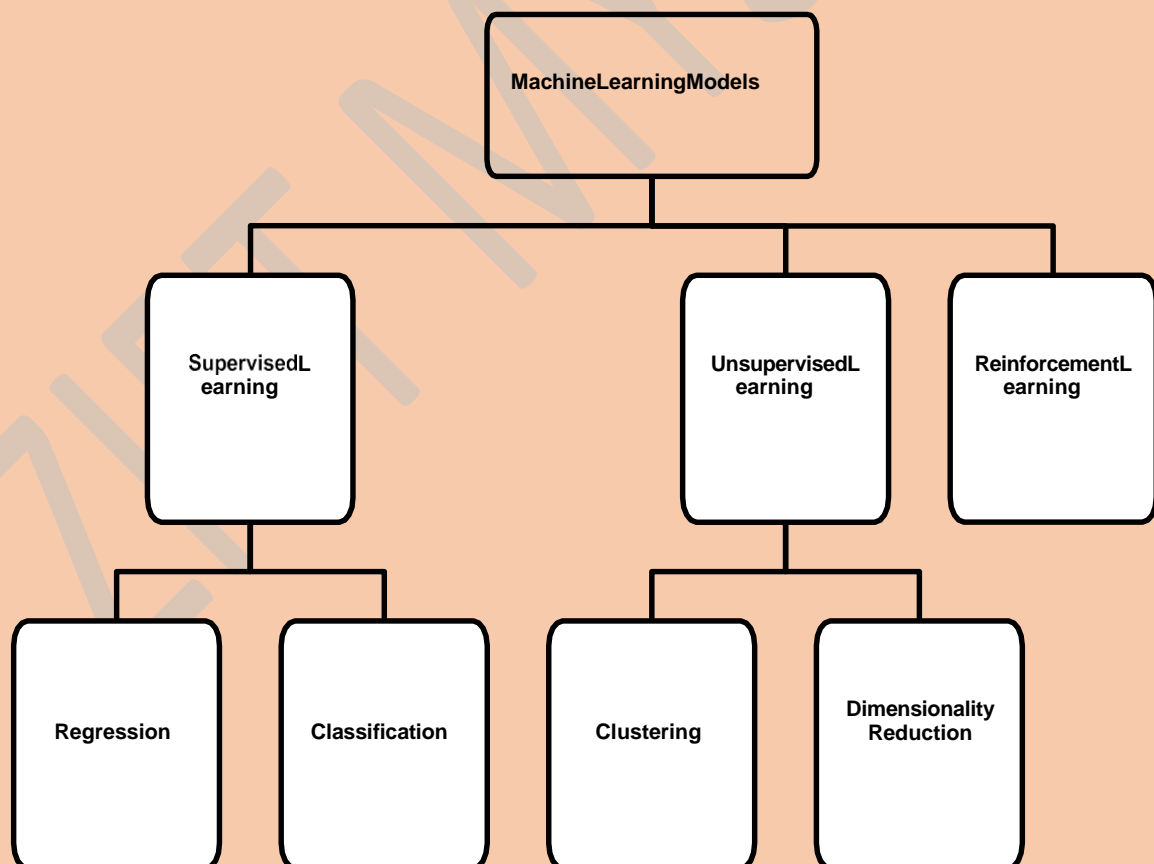 MachineLearningModels
SupervisedL
earning
UnsupervisedL
earning
ReinforcementL
earning
Regression
Classification
Clustering
Dimensionality
Reduction